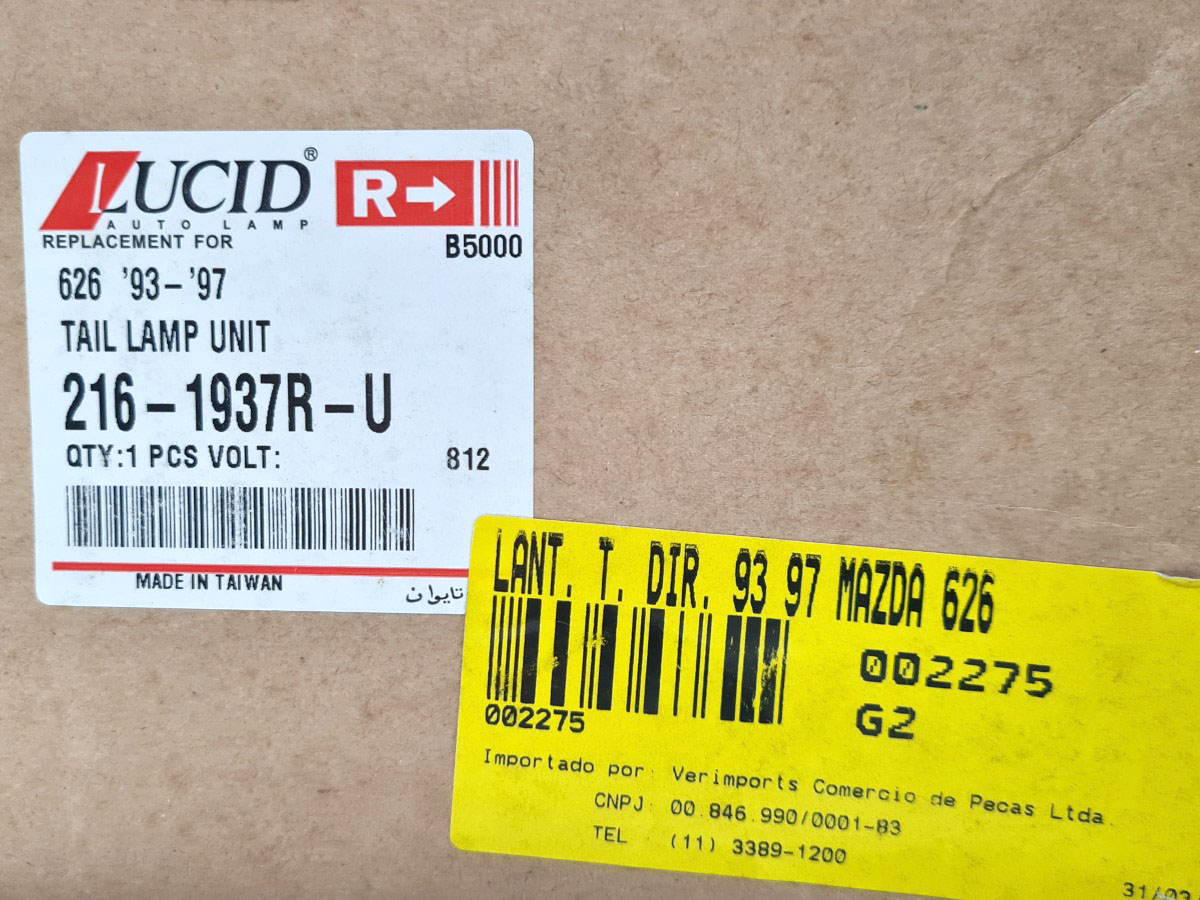 LUCID®
AUTO LAMP
R→
REPLACEMENT FOR
B5000
626 '93-'97
TAIL LAMP UNIT
216-1937R-U
QTY:1 PCS VOLT:
812
MADE IN TAIWAN
تايوان
LANT. T. DIR. 93 97 MAZDA 626
002275
002275
G2
Importado por: Verimports Comercio de Pecas Ltda.
CNPJ: 00.846.990/0001-83
TEL : (11) 3389-1200